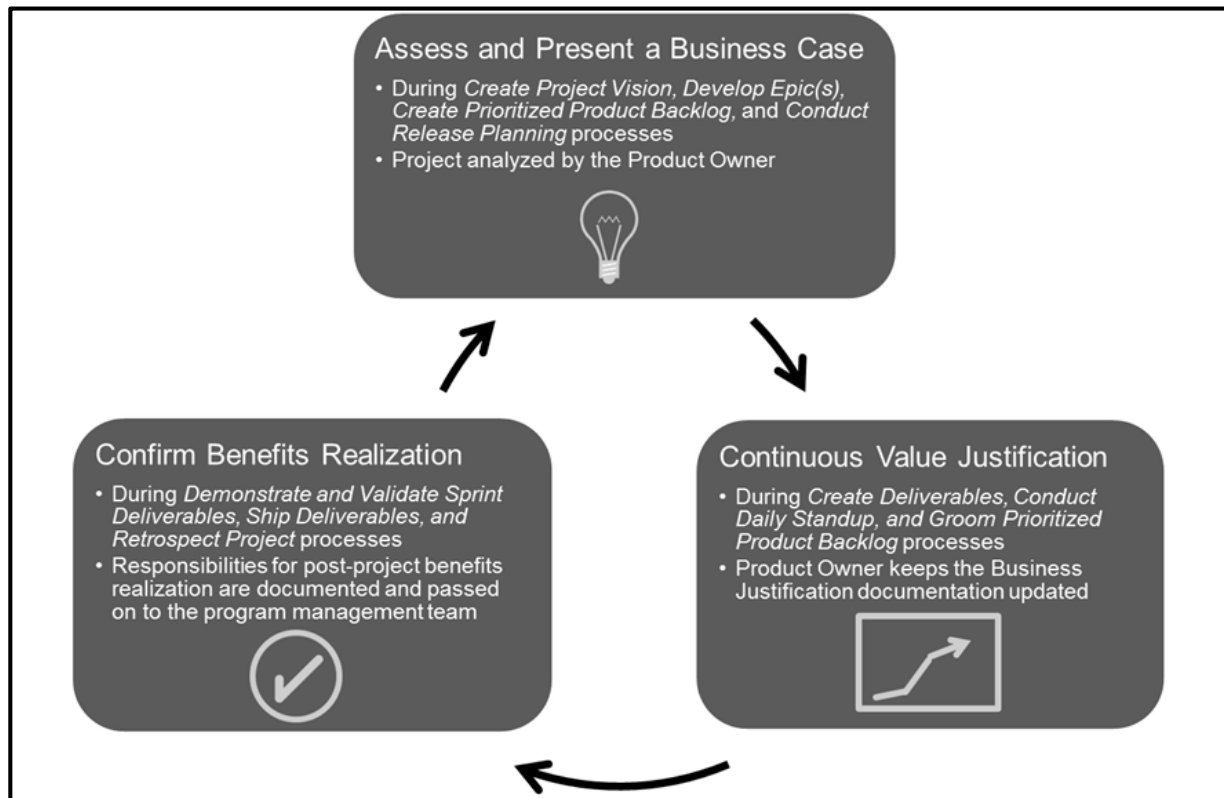 Assess and Present a Business Case
• During Create Project Vision, Develop Epic(s),
Create Prioritized Product Backlog, and Conduct
Release Planning processes
• Project analyzed by the Product Owner
Confirm Benefits Realization
• During Demonstrate and Validate Sprint
Deliverables, Ship Deliverables, and
Retrospect Project processes
• Responsibilities for post-project benefits
realization are documented and passed
on to the program management team
Continuous Value Justification
• During Create Deliverables, Conduct
Daily Standup, and Groom Prioritized
Product Backlog processes
• Product Owner keeps the Business
Justification documentation updated